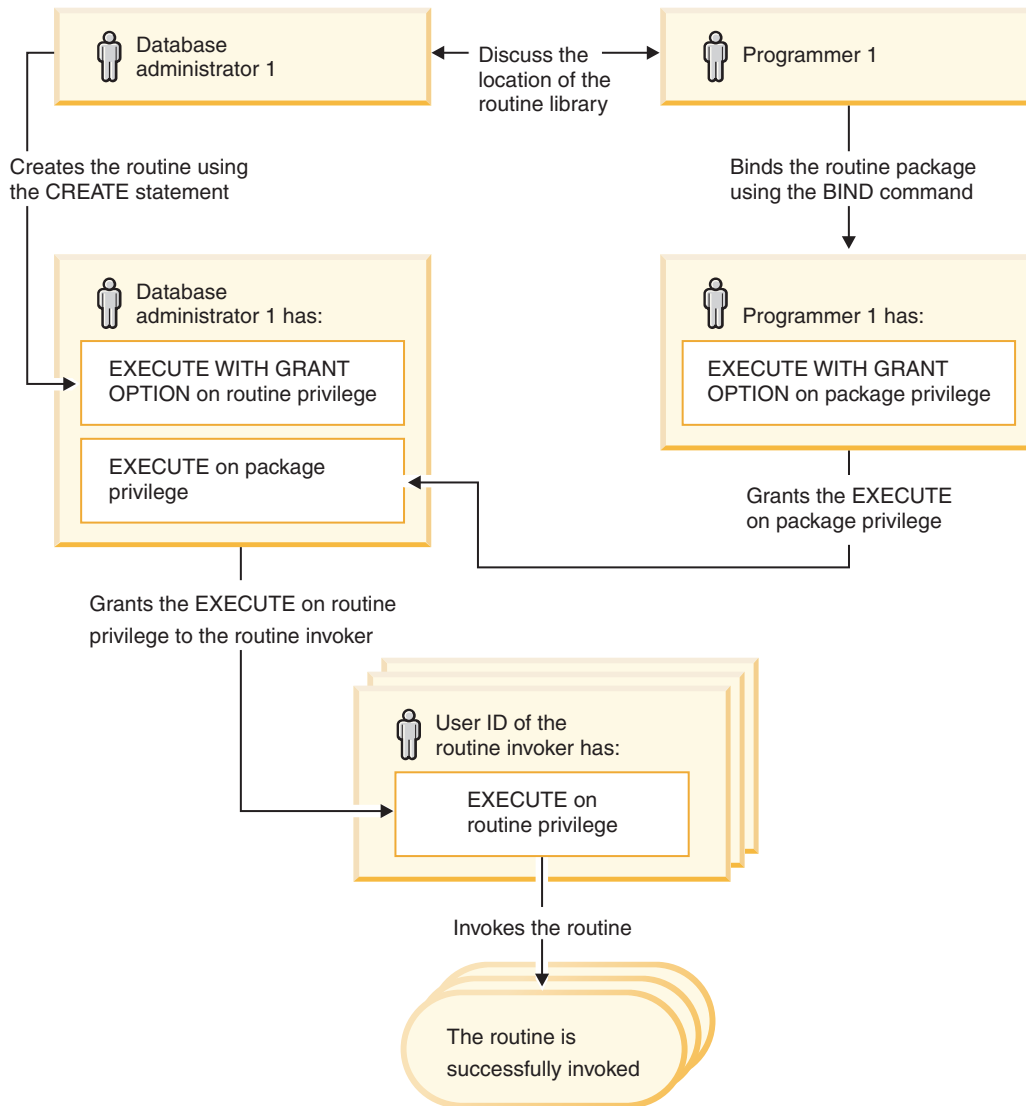 Database
administrator 1
Discuss the
location of the
routine library
Programmer 1
Creates the routine using
the CREATE statement
Binds the routine package
using the BIND command
Database
administrator 1 has:
EXECUTE WITH GRANT
OPTION on routine privilege
EXECUTE on package
privilege
Programmer 1 has:
EXECUTE WITH GRANT
OPTION on package privilege
Grants the EXECUTE
on package privilege
Grants the EXECUTE on routine
privilege to the routine invoker
User ID of the
routine invoker has:
EXECUTE on
routine privilege
Invokes the routine
The routine is
successfully invoked